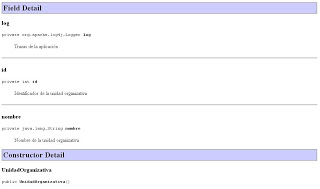 Field Detail
log
private org.apache.log4j.Logger log
Trazas de la aplicación
id
private int id
Identificador de la unidad organizativa
nombre
private java.lang.String nombre
Nombre de la unidad organizativa
Constructor Detail
UnidadOrganizativa
public UnidadOrganizativa()